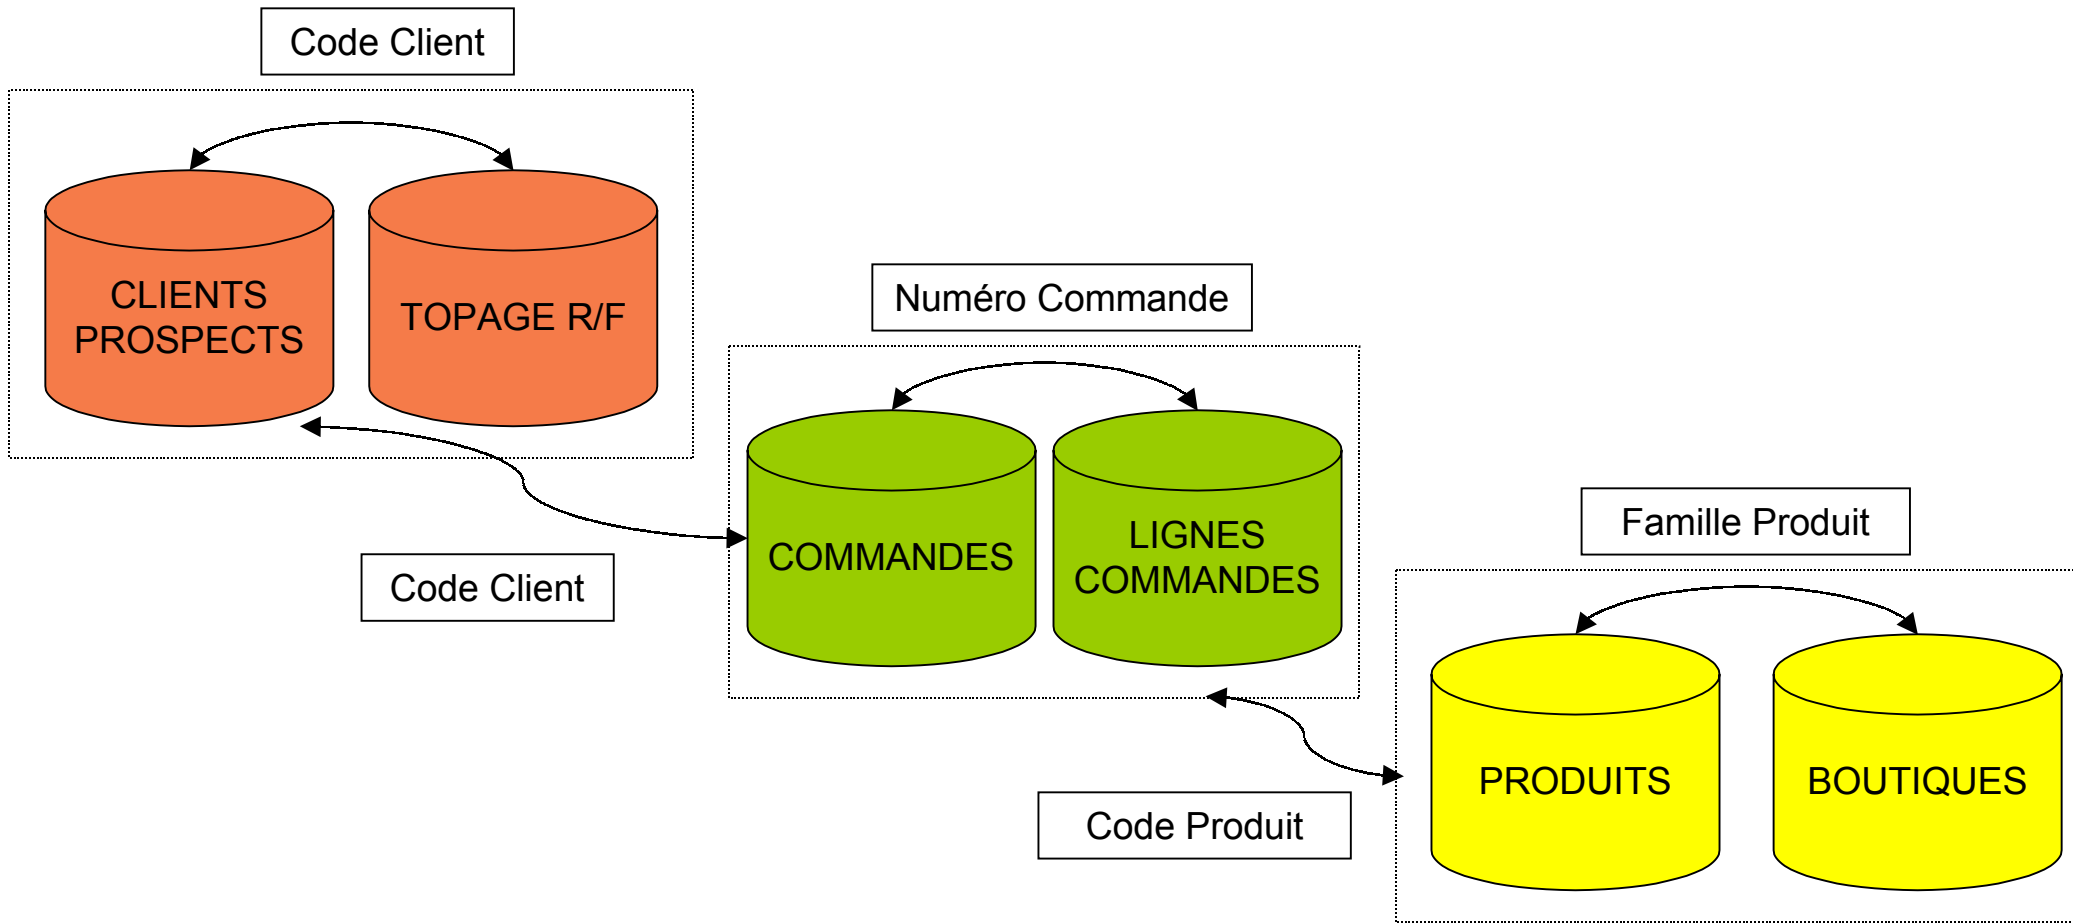 Code Client
CLIENTS
PROSPECTS
TOPAGE R/F
Numéro Commande
Code Client
COMMANDES
LIGNES
COMMANDES
Famille Produit
Code Produit
PRODUITS
BOUTIQUES